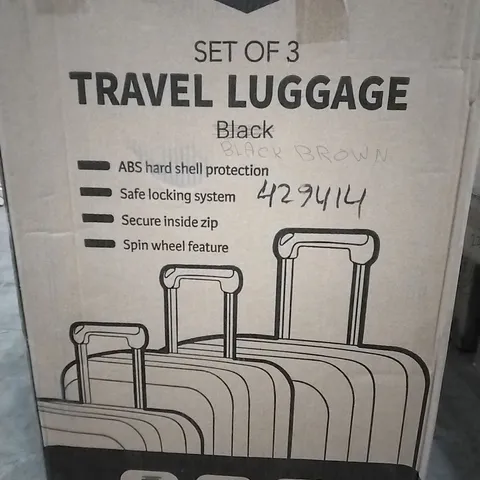 SET OF 3
TRAVEL LUGGAGE
Black
BLACK BROWN
ABS hard shell protection
Safe locking system
429414
Secure inside zip
Spin wheel feature